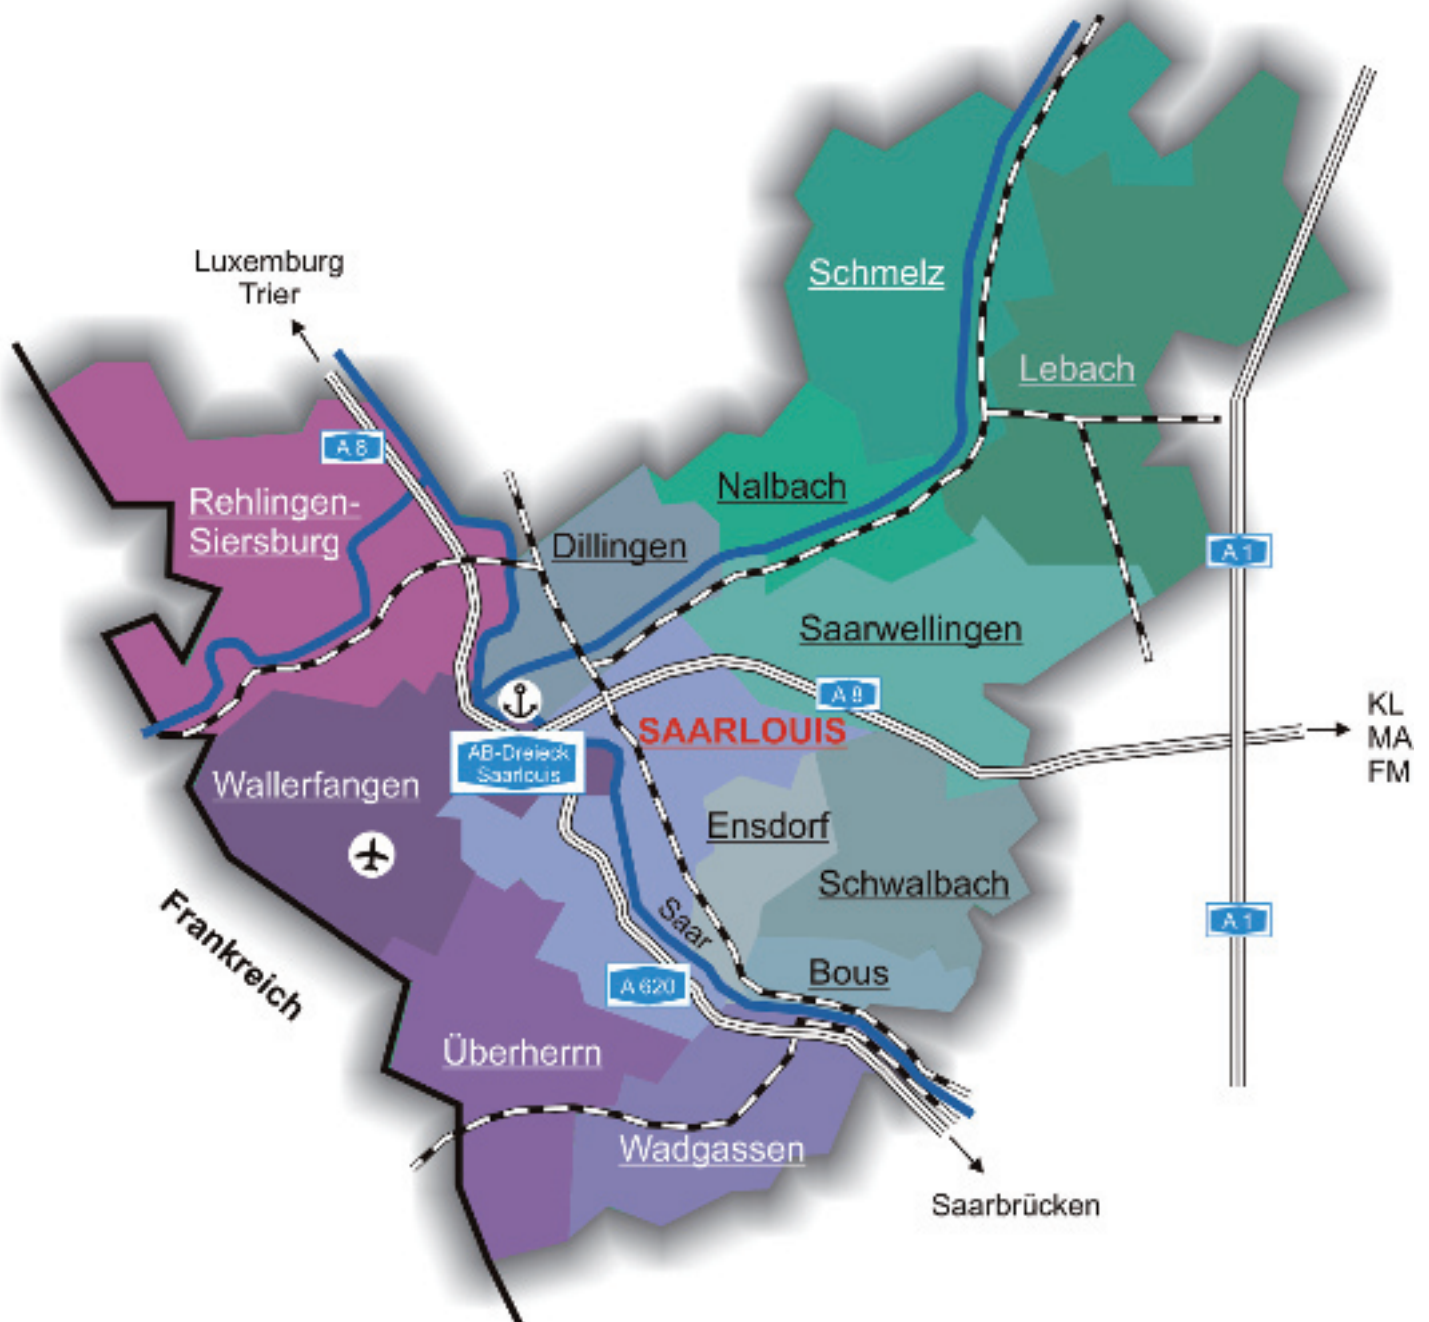 Luxemburg
Trier
Schmelz
Lebach
A 8
Rehlingen-
Siersburg
Nalbach
Dillingen
A 1
Saarwellingen
A 8
SAARLOUIS
KL
MA
FM
AB-Dreieck
Saarlouis
Wallerfangen
Ensdorf
Schwalbach
Frankreich
Saar
A 1
Bous
A 620
Überherrn
Wadgassen
Saarbrücken